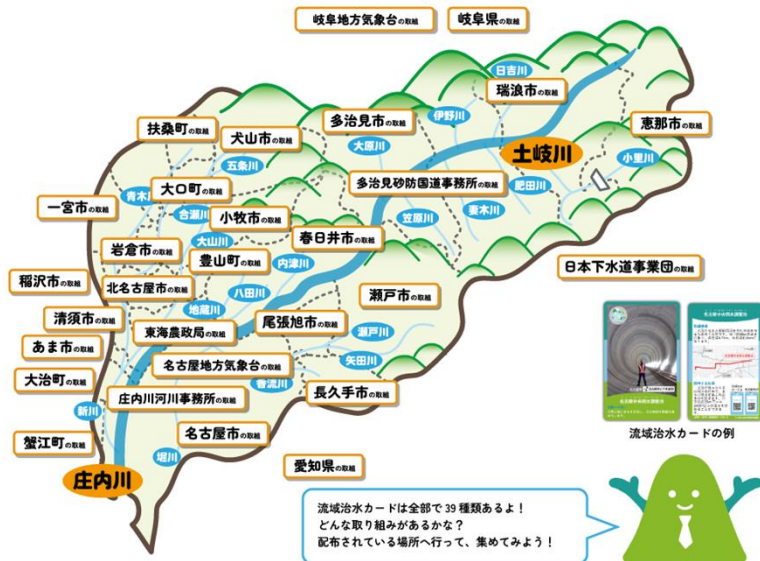 岐阜地方気象台の取組
岐阜県の取組
日吉川
瑞浪市の取組
伊野川
多治見市の取組
大原川
恵那市の取組
扶桑町の取組
犬山市の取組
五条川
土岐川
小里川
多治見砂防国道事務所の取組
肥田川
妻木川
笠原川
大口町の取組
青木川
合瀬川
小牧市の取組
一宮市の取組
春日井市の取組
大山川
岩倉市の取組
豊山町の取組
内津川
日本下水道事業団の取組
稲沢市の取組
北名古屋市の取組
八田川
瀬戸市の取組
地蔵川
清須市の取組
東海農政局の取組
尾張旭市の取組
瀬戸川
あま市の取組
名古屋地方気象台の取組
矢田川
大治町の取組
香流川
長久手市の取組
庄内川河川事務所の取組
新川
蟹江町の取組
名古屋市の取組
堀川
庄内川
愛知県の取組
流域治水カードの例
流域治水カードは全部で39種類あるよ！
どんな取り組みがあるかな？
配布されている場所へ行って、集めてみよう！